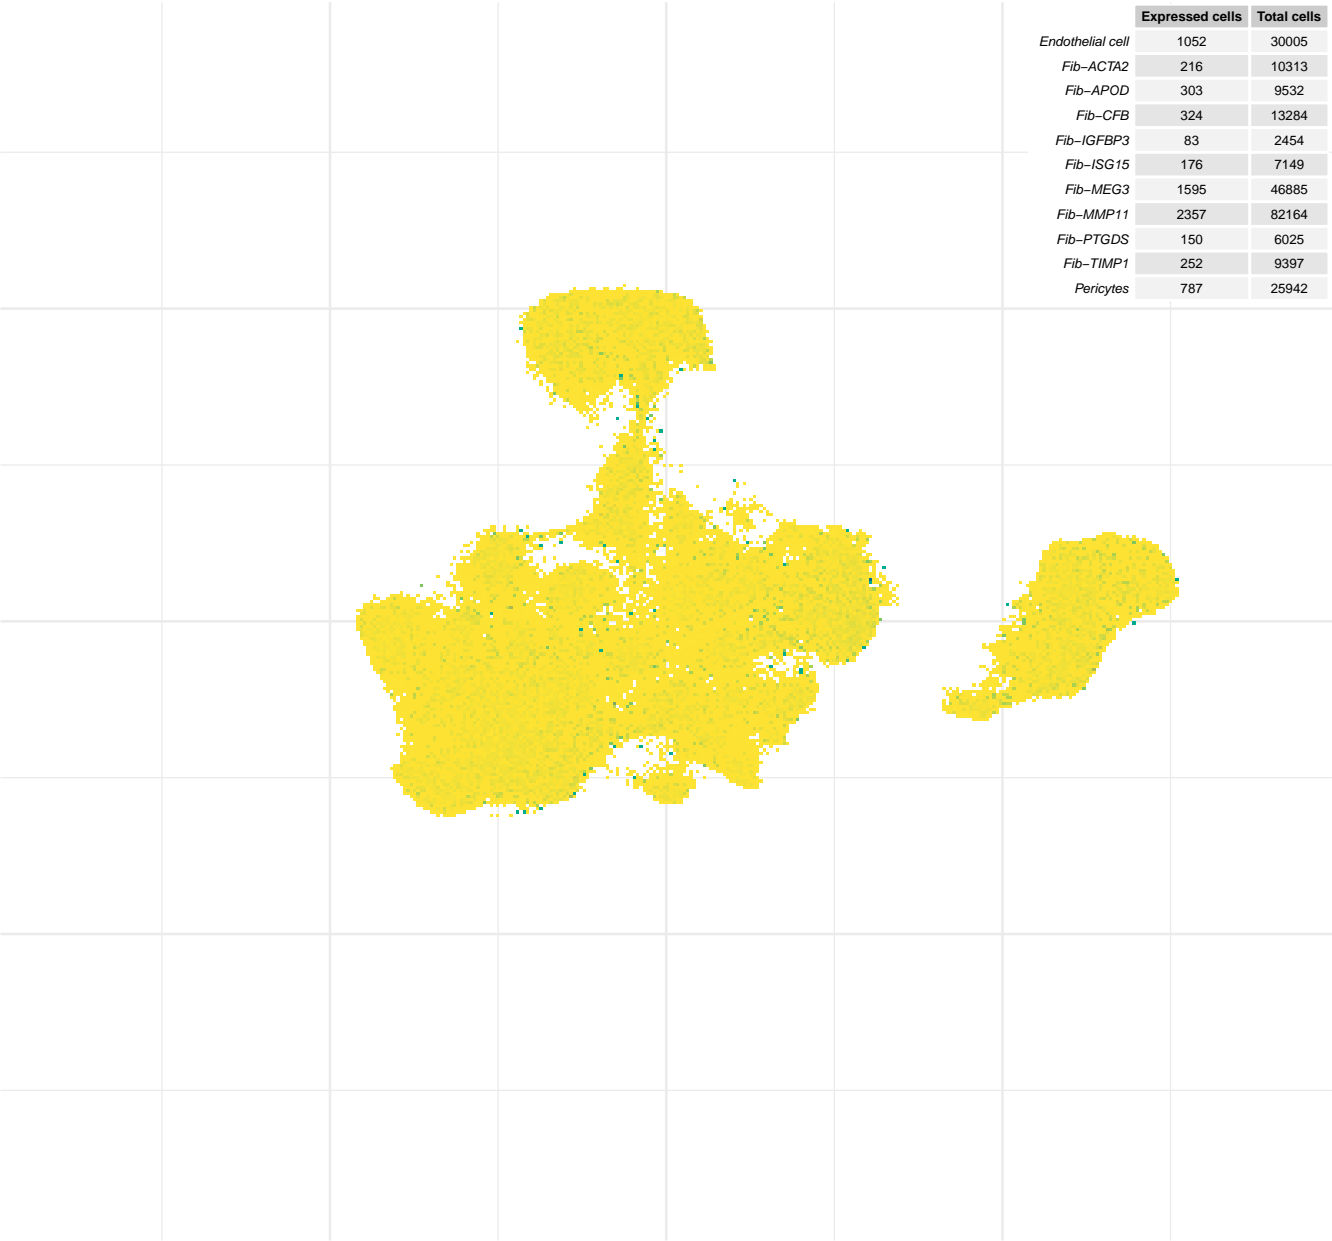 Expressed cells Total cells
Endothelial cell 1052 30005
Fib−ACTA2 216 10313
Fib−APOD 303 9532
Fib−CFB 324 13284
Fib−IGFBP3 83 2454
Fib−ISG15 176 7149
Fib−MEG3 1595 46885
Fib−MMP11 2357 82164
Fib−PTGDS 150 6025
Fib−TIMP1 252 9397
Pericytes 787 25942